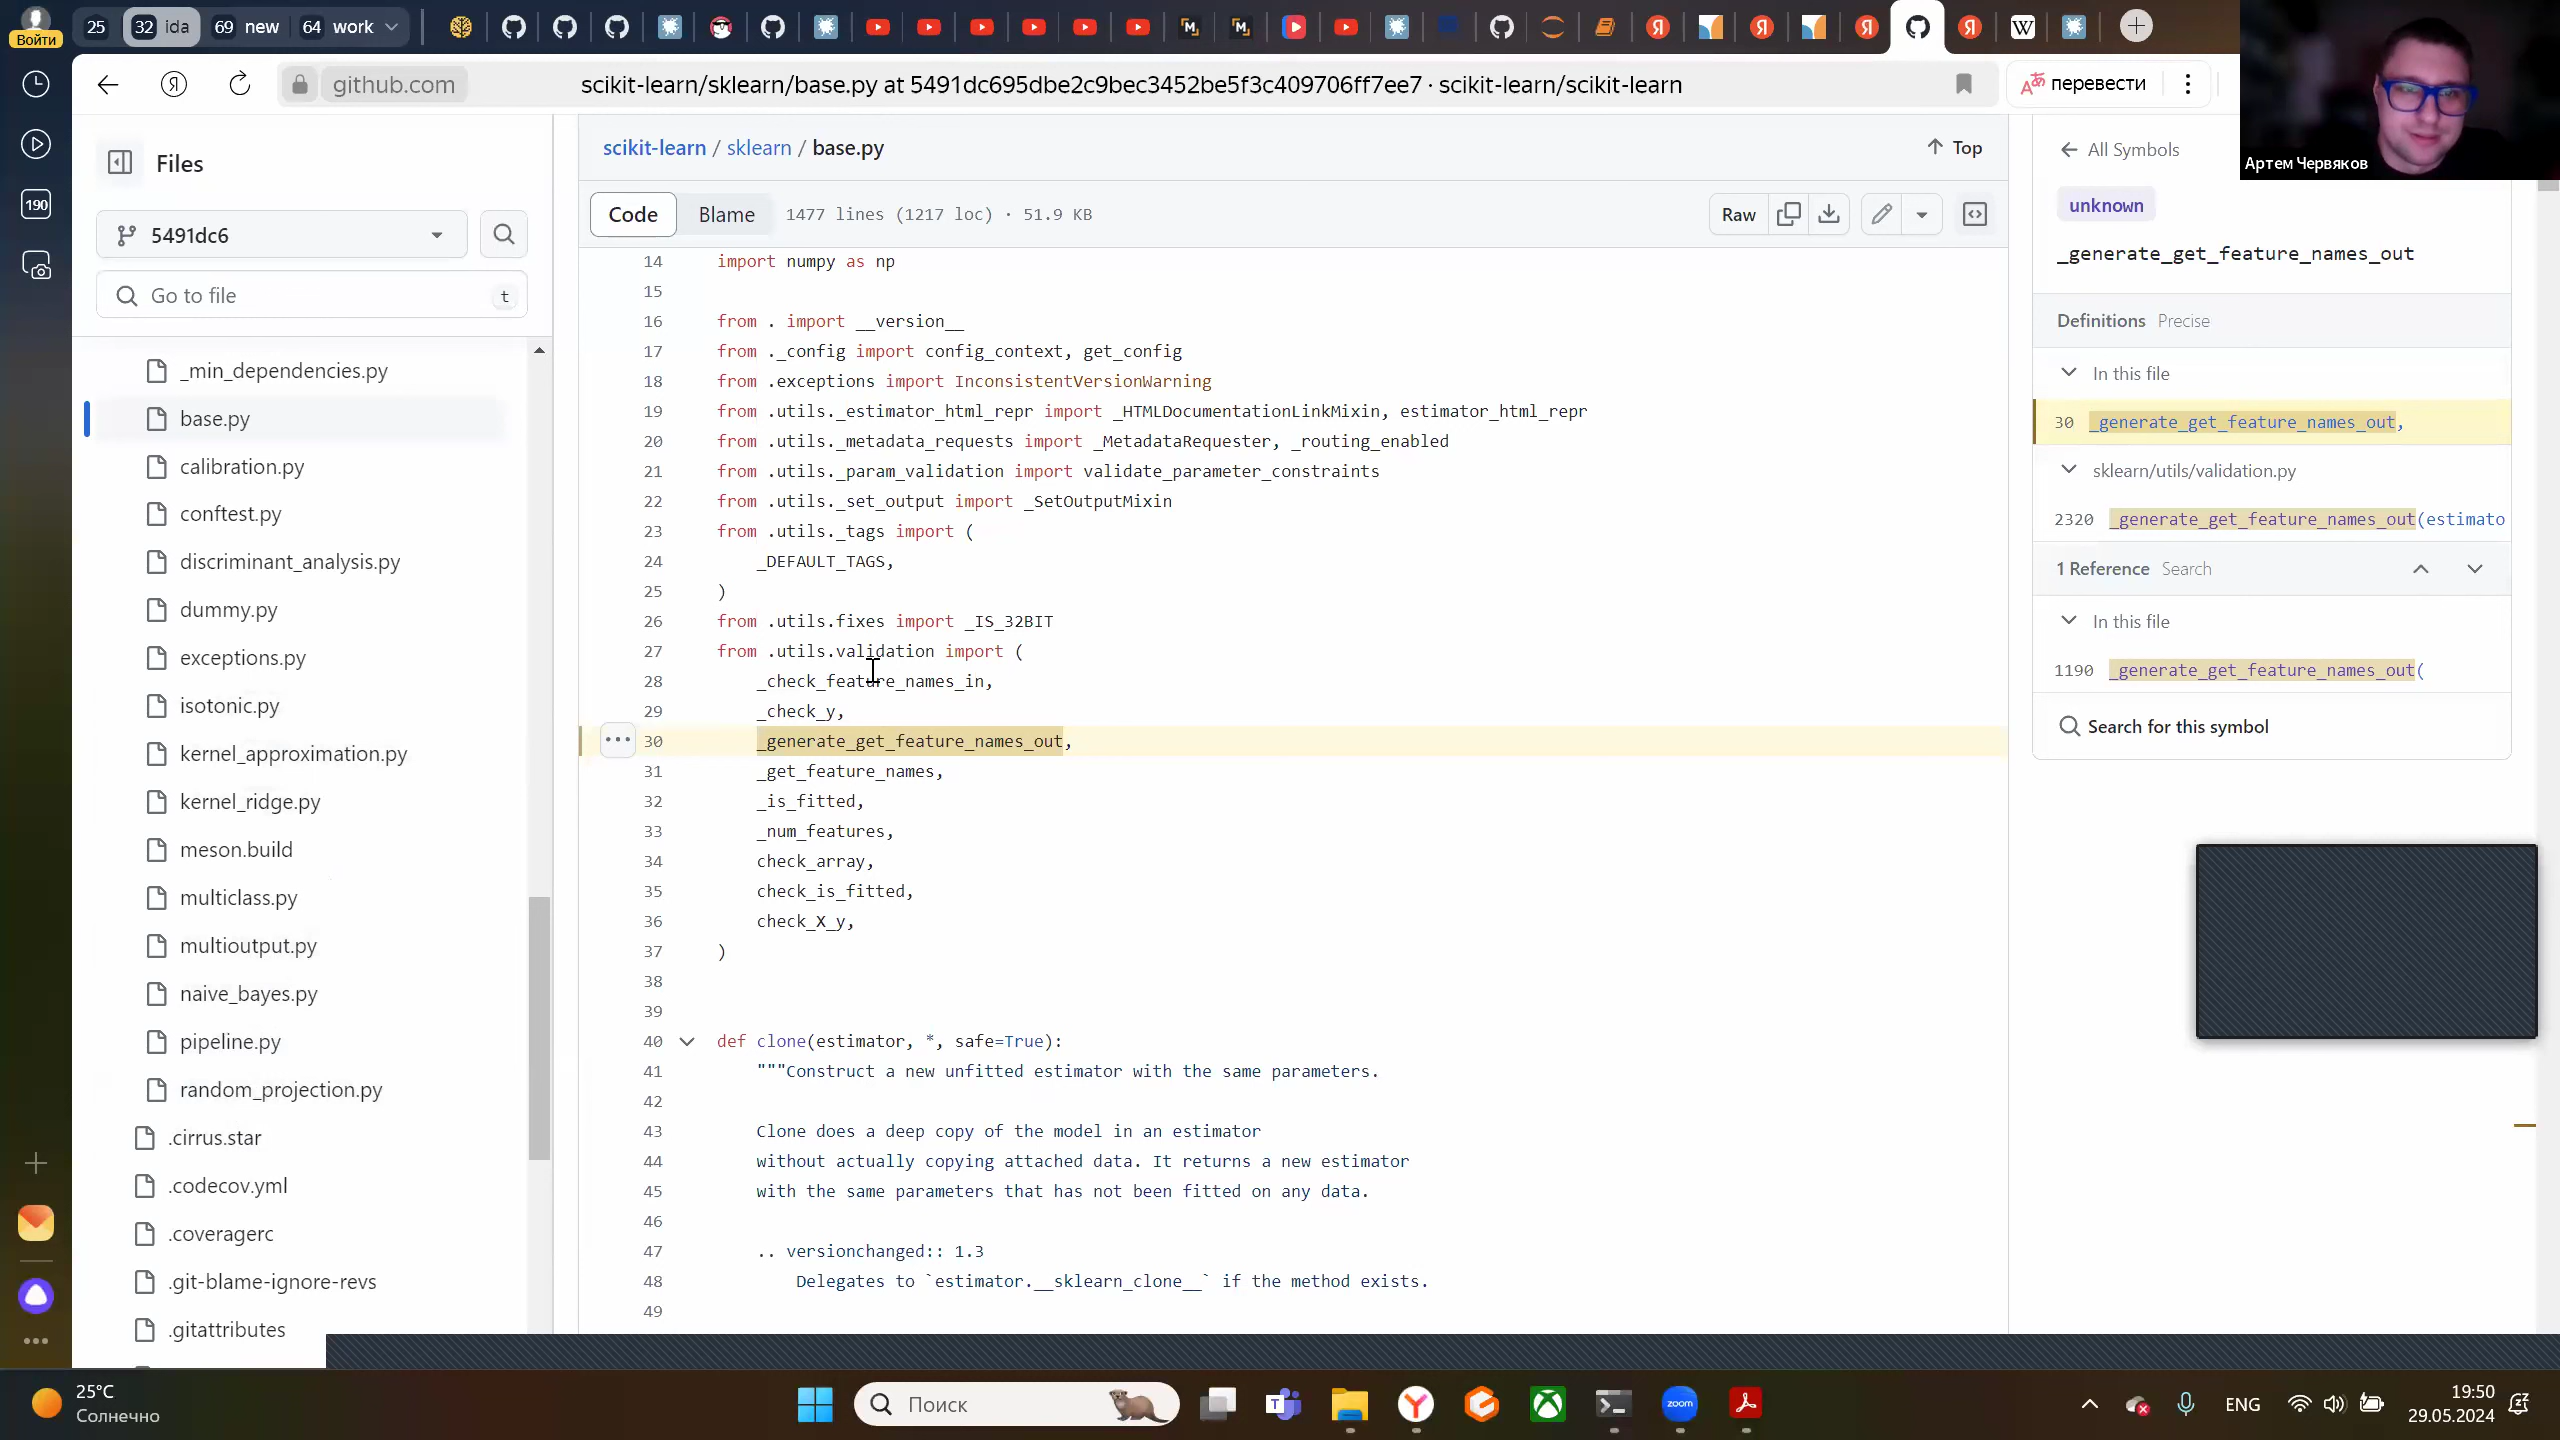 Войти
25
32 ida
69 new
64 work
github.com
scikit-learn/sklearn/base.py at 5491dc695dbe2c9bec3452be5f3c409706ff7ee7 · scikit-learn/scikit-learn
перевести
190
Артем Червяков
Files
5491dc6
Go to file
t
_min_dependencies.py
base.py
calibration.py
conftest.py
discriminant_analysis.py
dummy.py
exceptions.py
isotonic.py
kernel_approximation.py
kernel_ridge.py
meson.build
multiclass.py
multioutput.py
naive_bayes.py
pipeline.py
random_projection.py
.cirrus.star
.codecov.yml
.coveragerc
.git-blame-ignore-revs
.gitattributes
scikit-learn / sklearn / base.py
Top
Code Blame 1477 lines (1217 loc) · 51.9 KB
Raw
14 import numpy as np
15
16 from . import __version__
17 from ._config import config_context, get_config
18 from .exceptions import InconsistentVersionWarning
19 from .utils._estimator_html_repr import _HTMLDocumentationLinkMixin, estimator_html_repr
20 from .utils._metadata_requests import _MetadataRequester, _routing_enabled
21 from .utils._param_validation import validate_parameter_constraints
22 from .utils._set_output import _SetOutputMixin
23 from .utils._tags import (
24 _DEFAULT_TAGS,
25 )
26 from .utils.fixes import _IS_32BIT
27 from .utils.validation import (
28 _check_feature_names_in,
29 _check_y,
30 _generate_get_feature_names_out,
31 _get_feature_names,
32 _is_fitted,
33 _num_features,
34 check_array,
35 check_is_fitted,
36 check_X_y,
37 )
38
39
40 def clone(estimator, *, safe=True):
41 """Construct a new unfitted estimator with the same parameters.
42
43 Clone does a deep copy of the model in an estimator
44 without actually copying attached data. It returns a new estimator
45 with the same parameters that has not been fitted on any data.
46
47 .. versionchanged:: 1.3
48 Delegates to `estimator.__sklearn_clone__` if the method exists.
49
All Symbols
unknown
_generate_get_feature_names_out
Definitions Precise
In this file
30 _generate_get_feature_names_out,
sklearn/utils/validation.py
2320 _generate_get_feature_names_out(estimato
1 Reference Search
In this file
1190 _generate_get_feature_names_out(
Search for this symbol
25°C
Солнечно
Поиск
zoom
ENG
19:50
29.05.2024